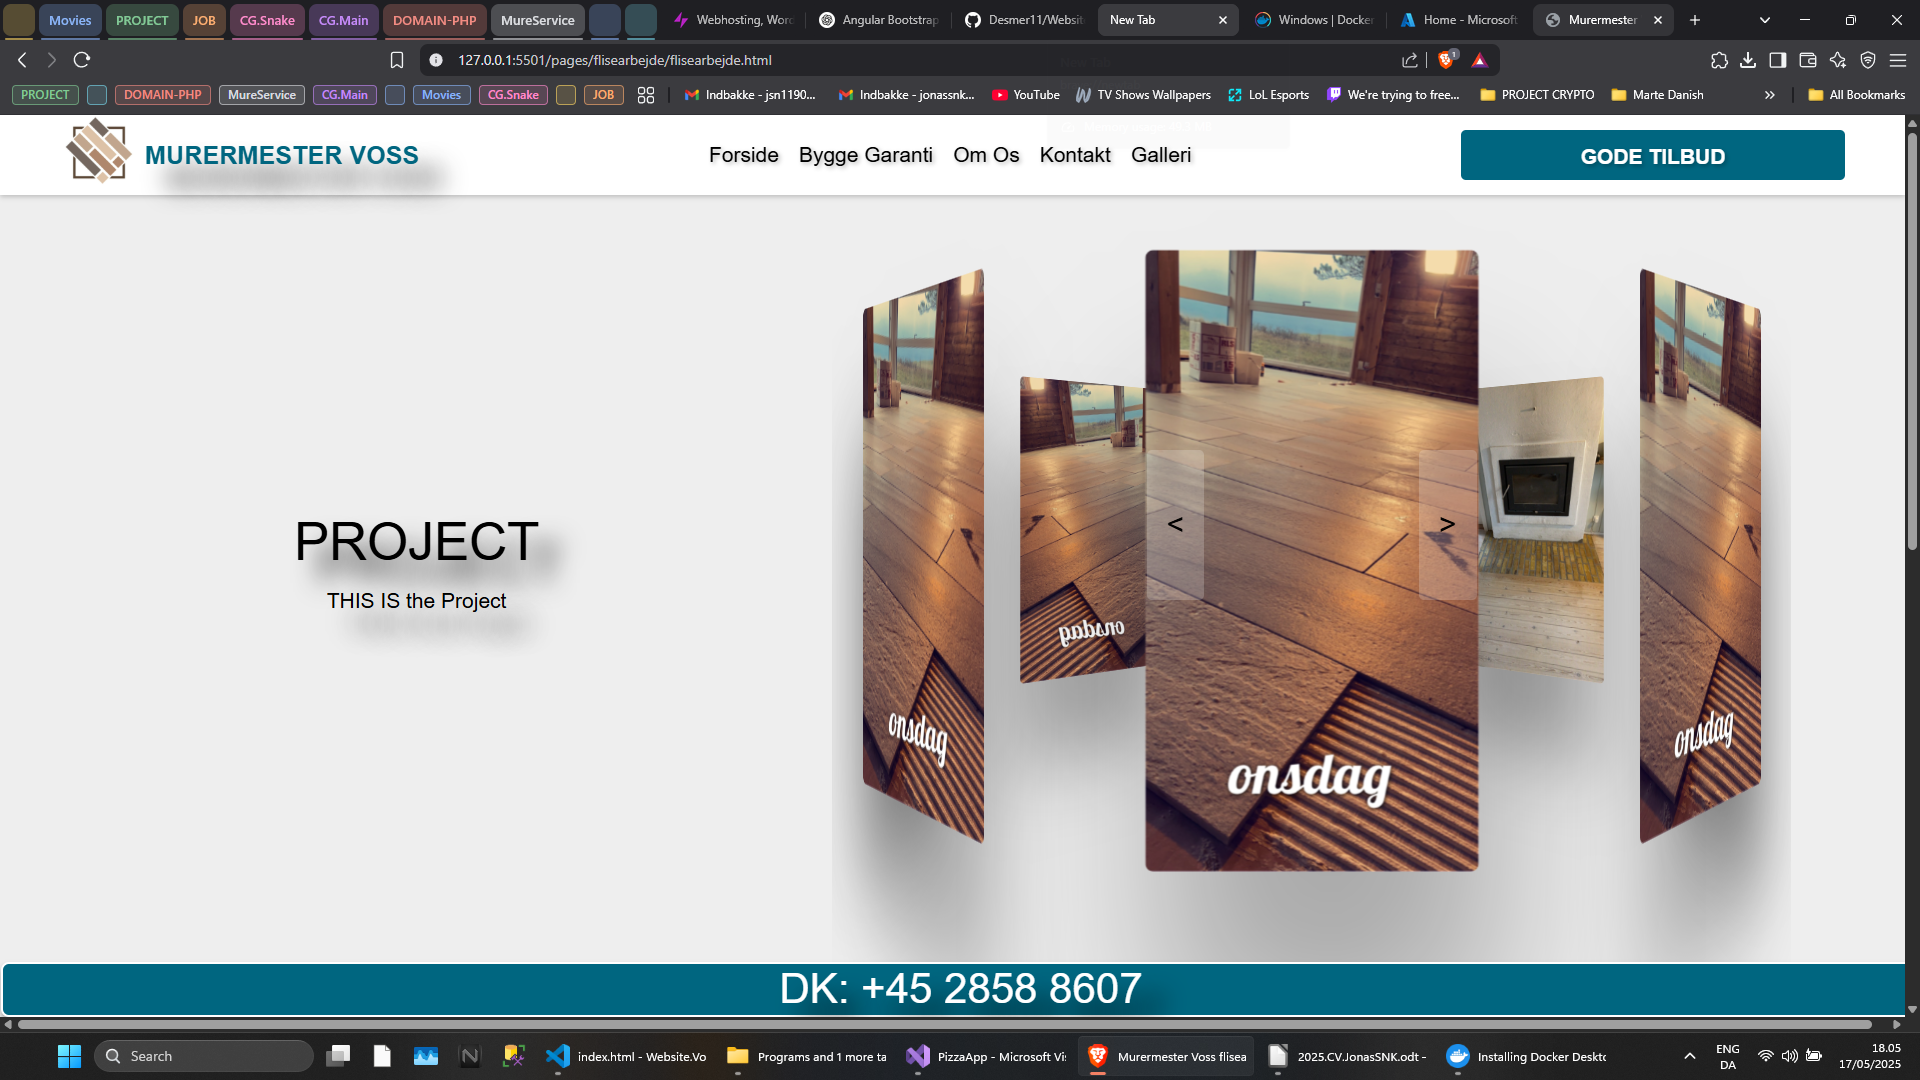 Movies PROJECT JOB CG.Snake CG.Main DOMAIN-PHP MureService Webhosting, Word Angular Bootstrap Desmer11/Website New Tab Windows | Docker Home - Microsoft Murermester
127.0.0.1:5501/pages/flisearbejde/flisearbejde.html 1
PROJECT DOMAIN-PHP MureService CG.Main Movies CG.Snake JOB Indbakke - jsn1190... Indbakke - jonassnk... YouTube TV Shows Wallpapers LoL Esports We're trying to free... PROJECT CRYPTO Marte Danish » All Bookmarks
MURERMESTER VOSS Forside Bygge Garanti Om Os Kontakt Galleri GODE TILBUD
PROJECT
THIS IS the Project
< >
onsdag
onsdag
onsdag
onsdag
DK: +45 2858 8607
Search index.html - Website.Vo Programs and 1 more ta PizzaApp - Microsoft Vi Murermester Voss flisea 2025.CV.JonasSNK.odt - Installing Docker Deskto ENG 18.05
DA 17/05/2025